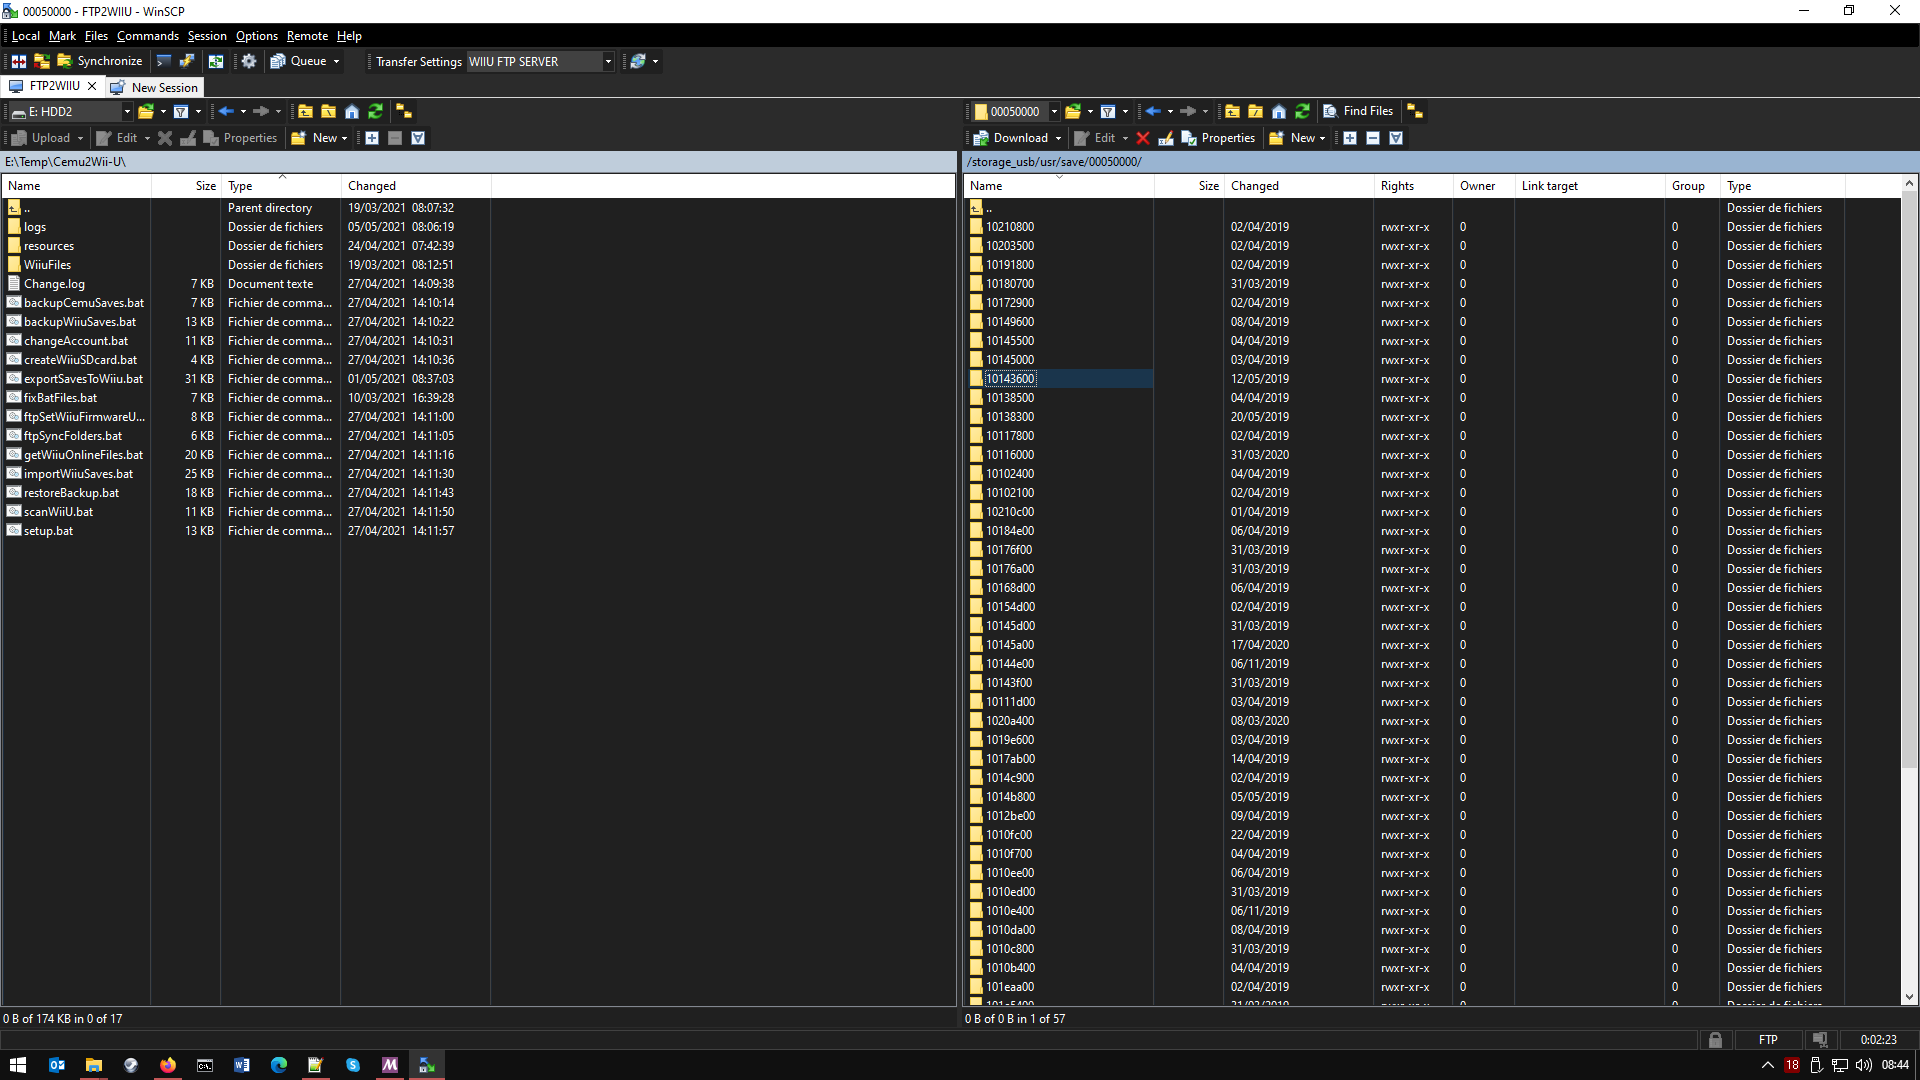 00050000 - FTP2WIIU - WinSCP
Local Mark Files Commands Session Options Remote Help
Synchronize Queue Transfer Settings WIIU FTP SERVER
FTP2WIIU New Session
E: HDD2
Upload Edit Properties New
E:\Temp\Cemu2Wii-U\
Name Size Type Changed
.. Parent directory 19/03/2021 08:07:32
logs Dossier de fichiers 05/05/2021 08:06:19
resources Dossier de fichiers 24/04/2021 07:42:39
WiiuFiles Dossier de fichiers 19/03/2021 08:12:51
Change.log 7 KB Document texte 27/04/2021 14:09:38
backupCemuSaves.bat 7 KB Fichier de comma... 27/04/2021 14:10:14
backupWiiuSaves.bat 13 KB Fichier de comma... 27/04/2021 14:10:22
changeAccount.bat 11 KB Fichier de comma... 27/04/2021 14:10:31
createWiiuSDcard.bat 4 KB Fichier de comma... 27/04/2021 14:10:36
exportSavesToWiiu.bat 31 KB Fichier de comma... 01/05/2021 08:37:03
fixBatFiles.bat 7 KB Fichier de comma... 10/03/2021 16:39:28
ftpSetWiiuFirmwareU... 8 KB Fichier de comma... 27/04/2021 14:11:00
ftpSyncFolders.bat 6 KB Fichier de comma... 27/04/2021 14:11:05
getWiiuOnlineFiles.bat 20 KB Fichier de comma... 27/04/2021 14:11:16
importWiiuSaves.bat 25 KB Fichier de comma... 27/04/2021 14:11:30
restoreBackup.bat 18 KB Fichier de comma... 27/04/2021 14:11:43
scanWiiU.bat 11 KB Fichier de comma... 27/04/2021 14:11:50
setup.bat 13 KB Fichier de comma... 27/04/2021 14:11:57
0 B of 174 KB in 0 of 17
00050000 Find Files
Download Edit Properties New
/storage_usb/usr/save/00050000/
Name Size Changed Rights Owner Link target Group Type
.. Dossier de fichiers
10210800 02/04/2019 rwxr-xr-x 0 0 Dossier de fichiers
10203500 02/04/2019 rwxr-xr-x 0 0 Dossier de fichiers
10191800 02/04/2019 rwxr-xr-x 0 0 Dossier de fichiers
10180700 31/03/2019 rwxr-xr-x 0 0 Dossier de fichiers
10172900 02/04/2019 rwxr-xr-x 0 0 Dossier de fichiers
10149600 08/04/2019 rwxr-xr-x 0 0 Dossier de fichiers
10145500 04/04/2019 rwxr-xr-x 0 0 Dossier de fichiers
10145000 03/04/2019 rwxr-xr-x 0 0 Dossier de fichiers
10143600 12/05/2019 rwxr-xr-x 0 0 Dossier de fichiers
10138500 04/04/2019 rwxr-xr-x 0 0 Dossier de fichiers
10138300 20/05/2019 rwxr-xr-x 0 0 Dossier de fichiers
10117800 02/04/2019 rwxr-xr-x 0 0 Dossier de fichiers
10116000 31/03/2020 rwxr-xr-x 0 0 Dossier de fichiers
10102400 04/04/2019 rwxr-xr-x 0 0 Dossier de fichiers
10102100 02/04/2019 rwxr-xr-x 0 0 Dossier de fichiers
10210c00 01/04/2019 rwxr-xr-x 0 0 Dossier de fichiers
10184e00 06/04/2019 rwxr-xr-x 0 0 Dossier de fichiers
10176f00 31/03/2019 rwxr-xr-x 0 0 Dossier de fichiers
10176a00 31/03/2019 rwxr-xr-x 0 0 Dossier de fichiers
10168d00 06/04/2019 rwxr-xr-x 0 0 Dossier de fichiers
10154d00 02/04/2019 rwxr-xr-x 0 0 Dossier de fichiers
10145d00 31/03/2019 rwxr-xr-x 0 0 Dossier de fichiers
10145a00 17/04/2020 rwxr-xr-x 0 0 Dossier de fichiers
10144e00 06/11/2019 rwxr-xr-x 0 0 Dossier de fichiers
10143f00 31/03/2019 rwxr-xr-x 0 0 Dossier de fichiers
10111d00 03/04/2019 rwxr-xr-x 0 0 Dossier de fichiers
1020a400 08/03/2020 rwxr-xr-x 0 0 Dossier de fichiers
1019e600 03/04/2019 rwxr-xr-x 0 0 Dossier de fichiers
1017ab00 14/04/2019 rwxr-xr-x 0 0 Dossier de fichiers
1014c900 02/04/2019 rwxr-xr-x 0 0 Dossier de fichiers
1014b800 05/05/2019 rwxr-xr-x 0 0 Dossier de fichiers
1012be00 09/04/2019 rwxr-xr-x 0 0 Dossier de fichiers
1010fc00 22/04/2019 rwxr-xr-x 0 0 Dossier de fichiers
1010f700 04/04/2019 rwxr-xr-x 0 0 Dossier de fichiers
1010ee00 06/04/2019 rwxr-xr-x 0 0 Dossier de fichiers
1010ed00 31/03/2019 rwxr-xr-x 0 0 Dossier de fichiers
1010e400 06/11/2019 rwxr-xr-x 0 0 Dossier de fichiers
1010da00 08/04/2019 rwxr-xr-x 0 0 Dossier de fichiers
1010c800 31/03/2019 rwxr-xr-x 0 0 Dossier de fichiers
1010b400 04/04/2019 rwxr-xr-x 0 0 Dossier de fichiers
101eaa00 02/04/2019 rwxr-xr-x 0 0 Dossier de fichiers
0 B of 0 B in 1 of 57
FTP 0:02:23
18 08:44